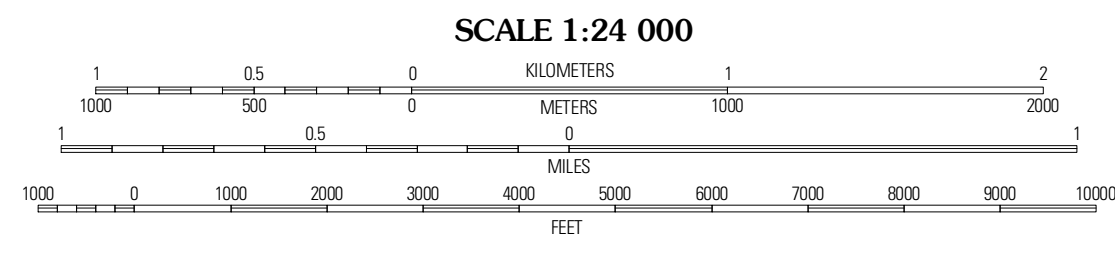 SCALE 1:24 000
1 0.5 0 KILOMETERS 1 2
1000 500 0 METERS 1000 2000
1 0.5 0 1
MILES
1000 0 1000 2000 3000 4000 5000 6000 7000 8000 9000 10000
FEET